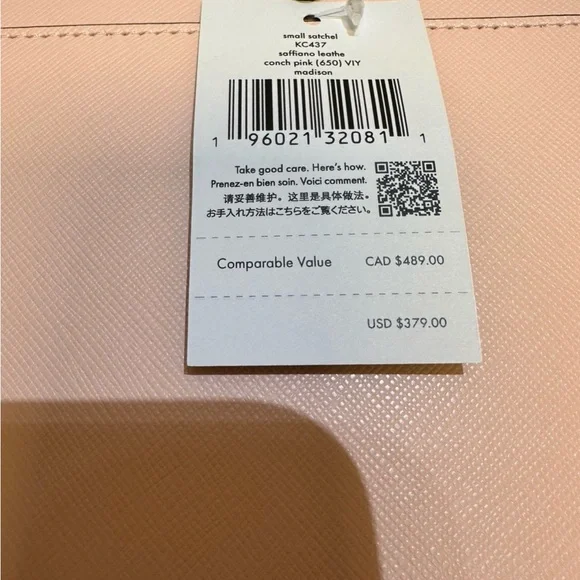 small satchel
KC437
saffiano leathe
conch pink (650) VIY
madison
1 96021 32081 1
Take good care. Here's how.
Prenez-en bien soin. Voici comment.
请妥善维护。这里是具体做法。
お手入れ方法はこちらをご覧ください。
Comparable Value CAD $489.00
USD $379.00